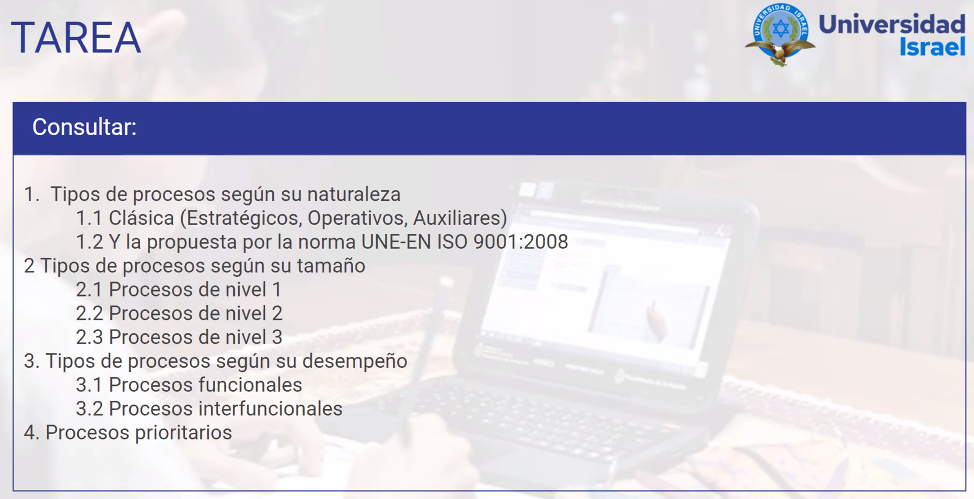 TAREA
UNIVERSIDAD ISRAEL
Universidad
Israel
Consultar:
1. Tipos de procesos según su naturaleza
1.1 Clásica (Estratégicos, Operativos, Auxiliares)
1.2 Y la propuesta por la norma UNE-EN ISO 9001:2008
2 Tipos de procesos según su tamaño
2.1 Procesos de nivel 1
2.2 Procesos de nivel 2
2.3 Procesos de nivel 3
3. Tipos de procesos según su desempeño
3.1 Procesos funcionales
3.2 Procesos interfuncionales
4. Procesos prioritarios